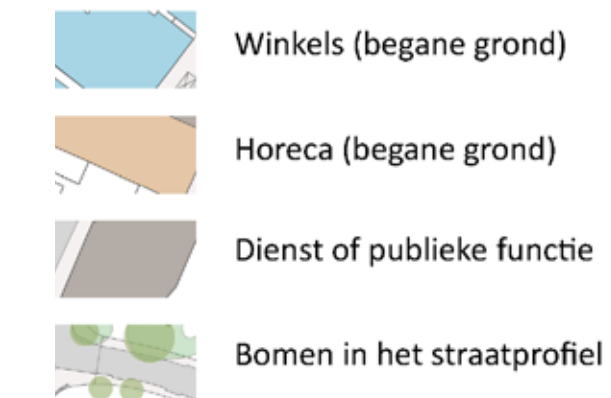 Winkels (begane grond)
Horeca (begane grond)
Dienst of publieke functie
Bomen in het straatprofiel